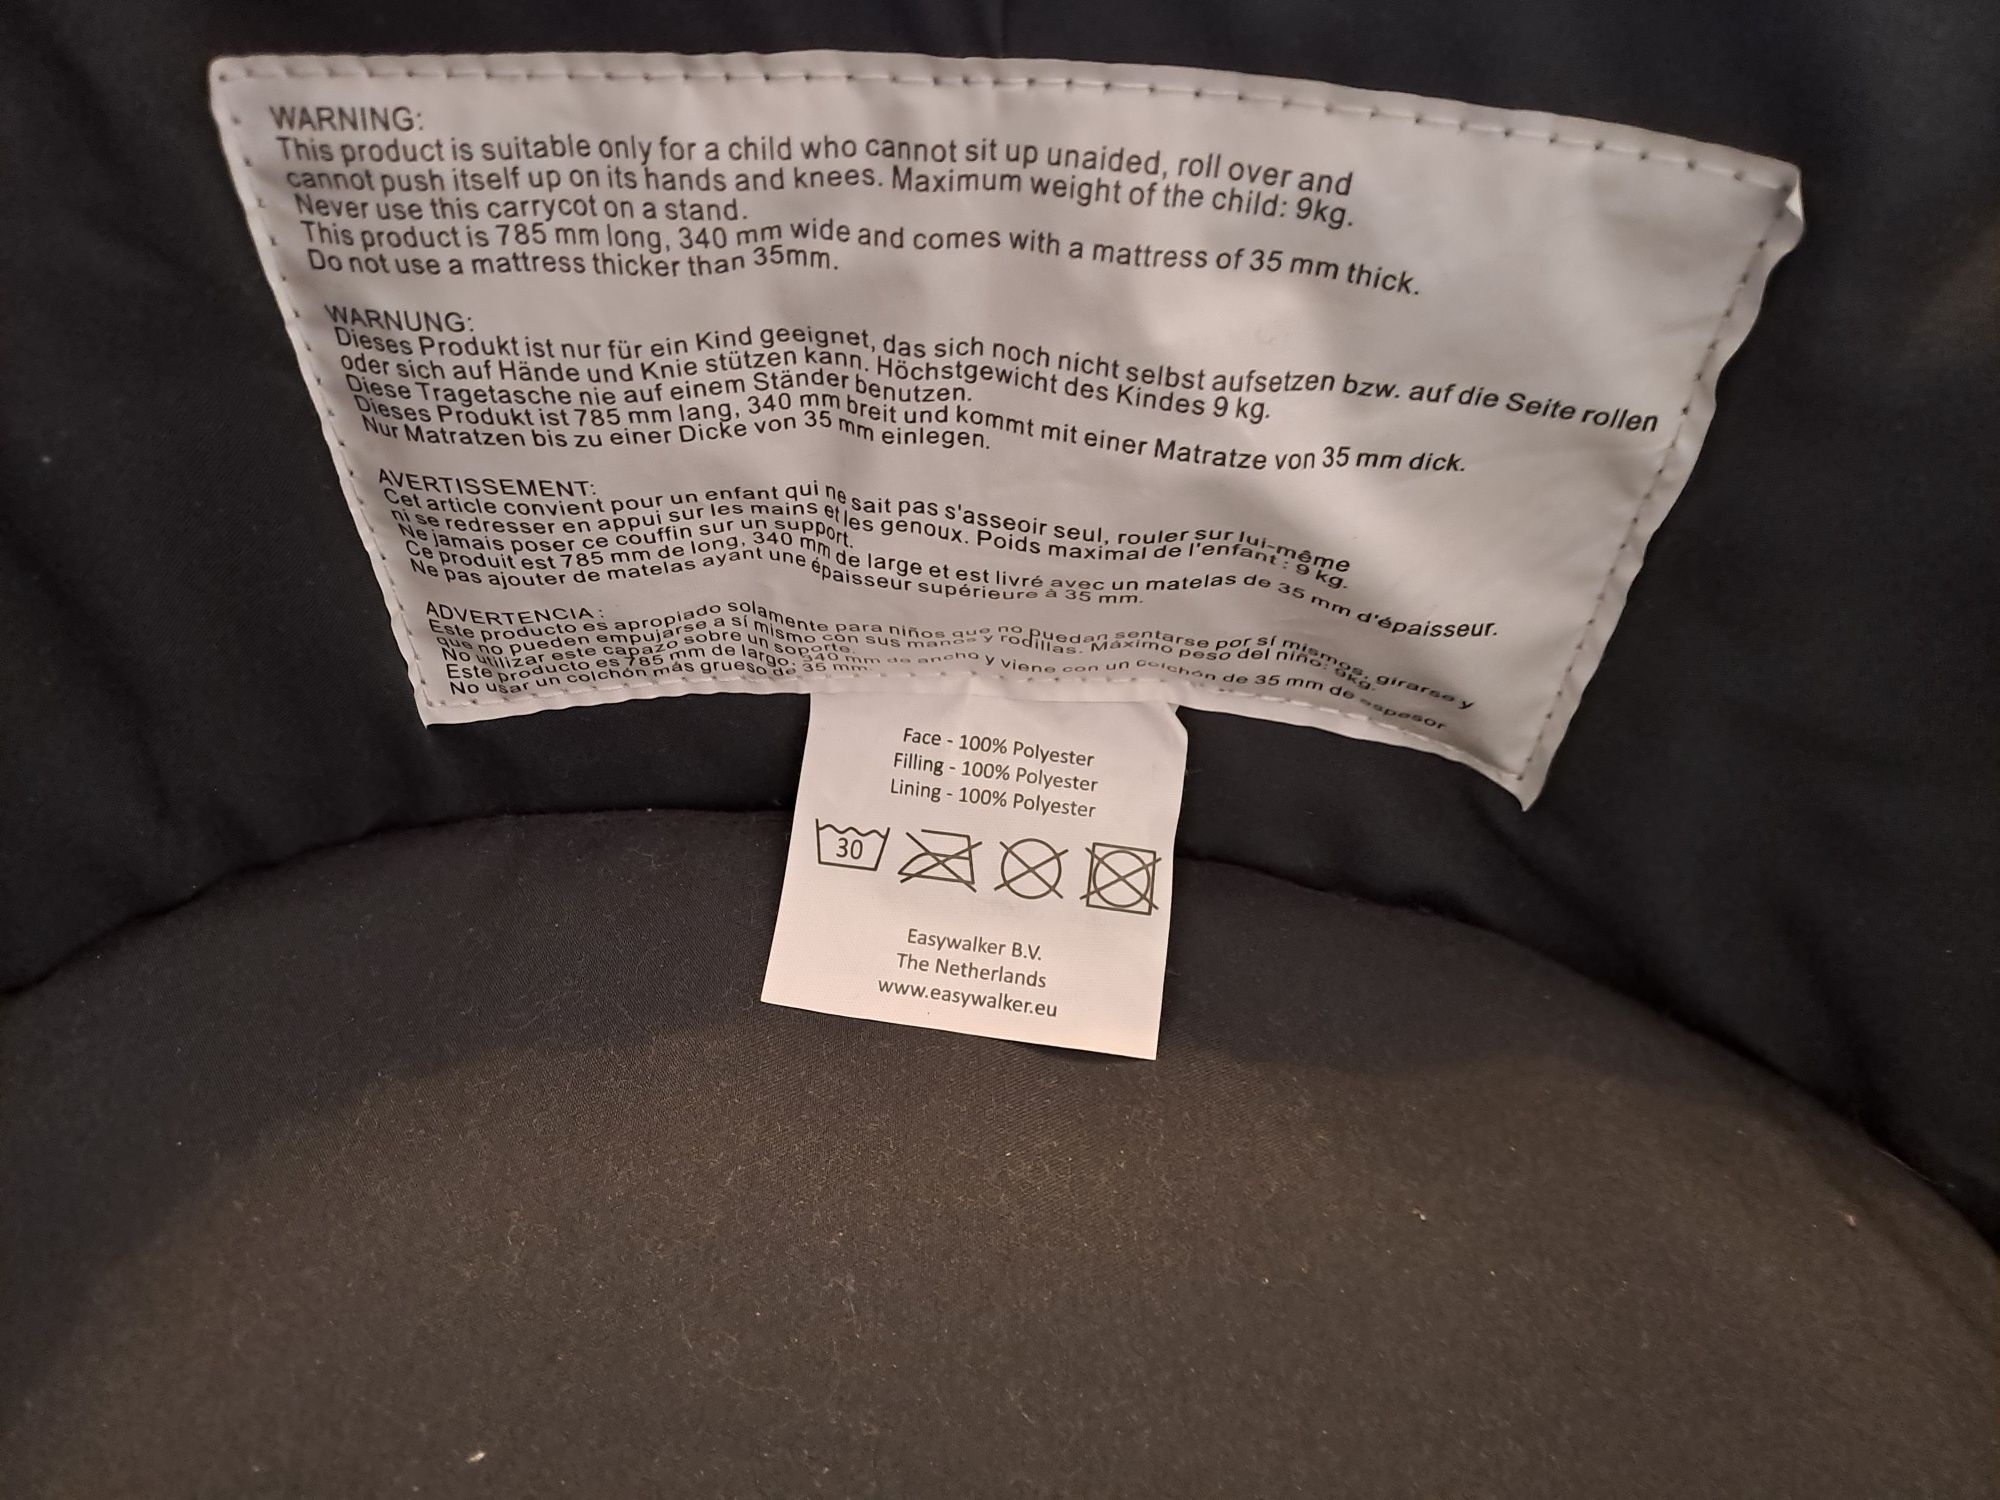 WARNING:
This product is suitable only for a child who cannot sit up unaided, roll over and
cannot push itself up on its hands and knees. Maximum weight of the child: 9kg.
Never use this carrycot on a stand.
This product is 785 mm long, 340 mm wide and comes with a mattress of 35 mm thick.
Do not use a mattress thicker than 35mm.
WARNUNG:
Dieses Produkt ist nur für ein Kind geeignet, das sich noch nicht selbst aufsetzen bzw. auf die Seite rollen
oder sich auf Hände und Knie stützen kann. Höchstgewicht des Kindes 9 kg.
Diese Tragetasche nie auf einem Ständer benutzen.
Dieses Produkt ist 785 mm lang, 340 mm breit und kommt mit einer Matratze von 35 mm dick.
Nur Matratzen bis zu einer Dicke von 35 mm einlegen.
AVERTISSEMENT:
Cet article convient pour un enfant qui ne sait pas s'asseoir seul, rouler sur lui-même
ni se redresser en appui sur les mains et les genoux. Poids maximal de l'enfant : 9 kg.
Ne jamais poser ce couffin sur un support.
Ce produit est 785 mm de long, 340 mm de large et est livré avec un matelas de 35 mm d'épaisseur.
Ne pas ajouter de matelas ayant une épaisseur supérieure à 35 mm.
ADVERTENCIA:
Este producto es apropiado solamente para niños que no puedan sentarse por sí mismos, girarse y
que no pueden empujarse a sí mismo con sus manos y rodillas. Máximo peso del niño: 9kg.
No utilizar este capazo sobre un soporte.
Este producto es 785 mm de largo, 340 mm de ancho y viene con un colchón de 35 mm de espesor
No usar un colchón más grueso de 35 mm.
Face - 100% Polyester
Filling - 100% Polyester
Lining - 100% Polyester
30
Easywalker B.V.
The Netherlands
www.easywalker.eu